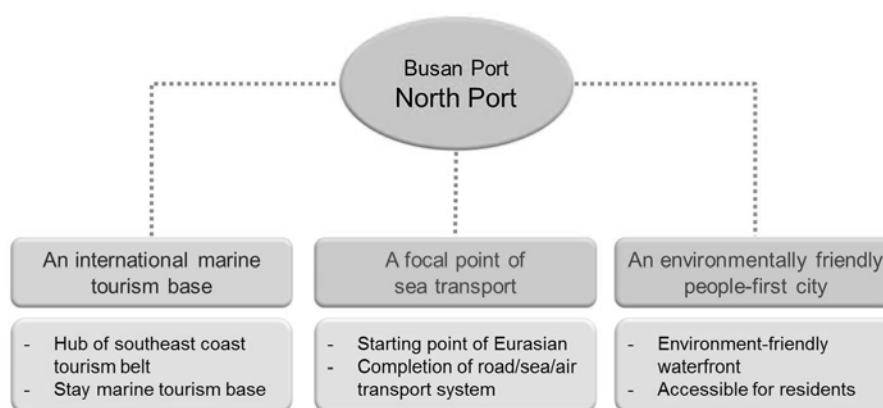 Busan Port
North Port
An international marine
tourism base
A focal point of
sea transport
An environmentally friendly
people-first city
- Hub of southeast coast
tourism belt
- Stay marine tourism base
- Starting point of Eurasian
- Completion of road/sea/air
transport system
- Environment-friendly
waterfront
- Accessible for residents